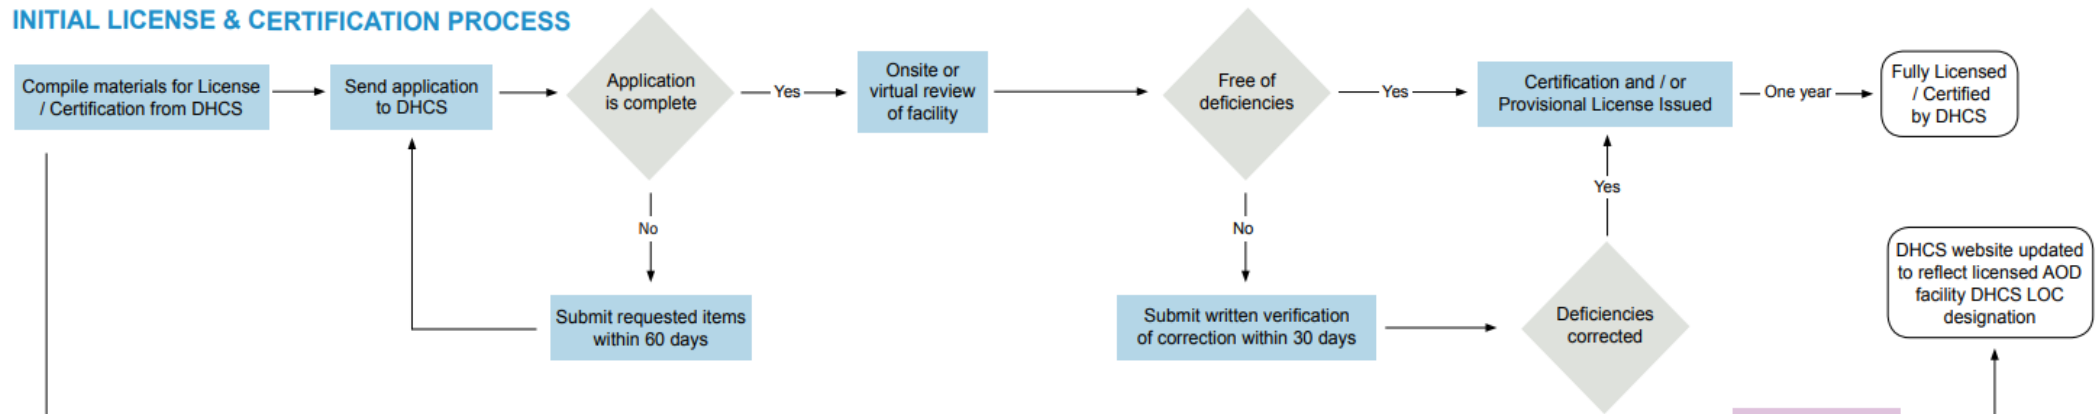 INITIAL LICENSE & CERTIFICATION PROCESS
Compile materials for License
/ Certification from DHCS
Send application
to DHCS
Application
is complete
Yes
Onsite or
virtual review
of facility
Free of
deficiencies
Yes
Certification and / or
Provisional License Issued
One year
Fully Licensed
/ Certified
by DHCS
No
Submit requested items
within 60 days
No
Submit written verification
of correction within 30 days
Deficiencies
corrected
Yes
DHCS website updated
to reflect licensed AOD
facility DHCS LOC
designation